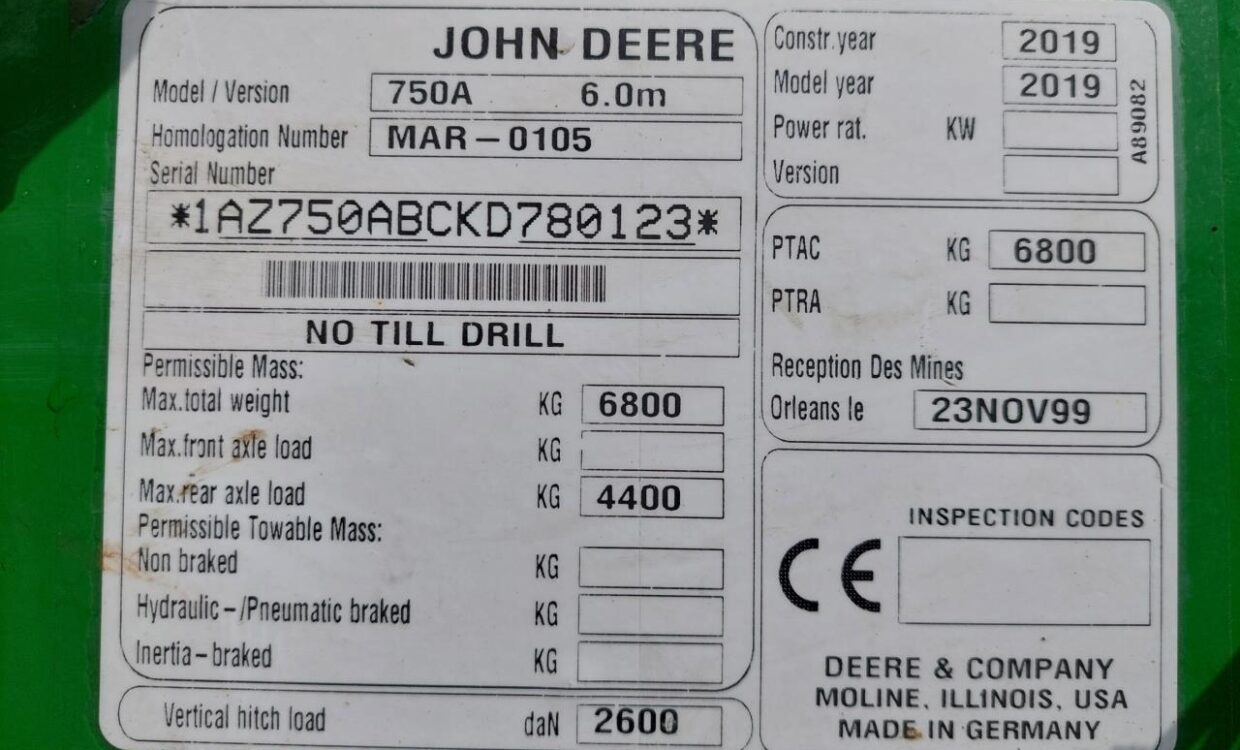 JOHN DEERE
Model / Version 750A 6.0m
Homologation Number MAR-0105
Serial Number
*1AZ750ABCKD780123*
NO TILL DRILL
Permissible Mass:
Max.total weight KG 6800
Max.front axle load KG
Max.rear axle load KG 4400
Permissible Towable Mass:
Non braked KG
Hydraulic-/Pneumatic braked KG
Inertia-braked KG
Vertical hitch load daN 2600
Constr.year 2019
Model year 2019
Power rat. KW
Version
A89082
PTAC KG 6800
PTRA KG
Reception Des Mines
Orleans le 23NOV99
INSPECTION CODES
CE
DEERE & COMPANY
MOLINE, ILLINOIS, USA
MADE IN GERMANY